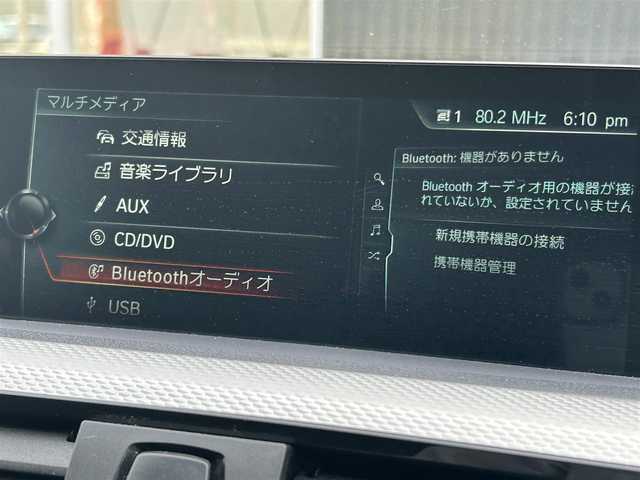 マルチメディア
1 80.2 MHz 6:10 pm
交通情報
音楽ライブラリ
AUX
CD/DVD
Bluetoothオーディオ
USB
Bluetooth: 機器がありません
Bluetooth オーディオ用の機器が接
れていないか、設定されていません
新規携帯機器の接続
携帯機器管理